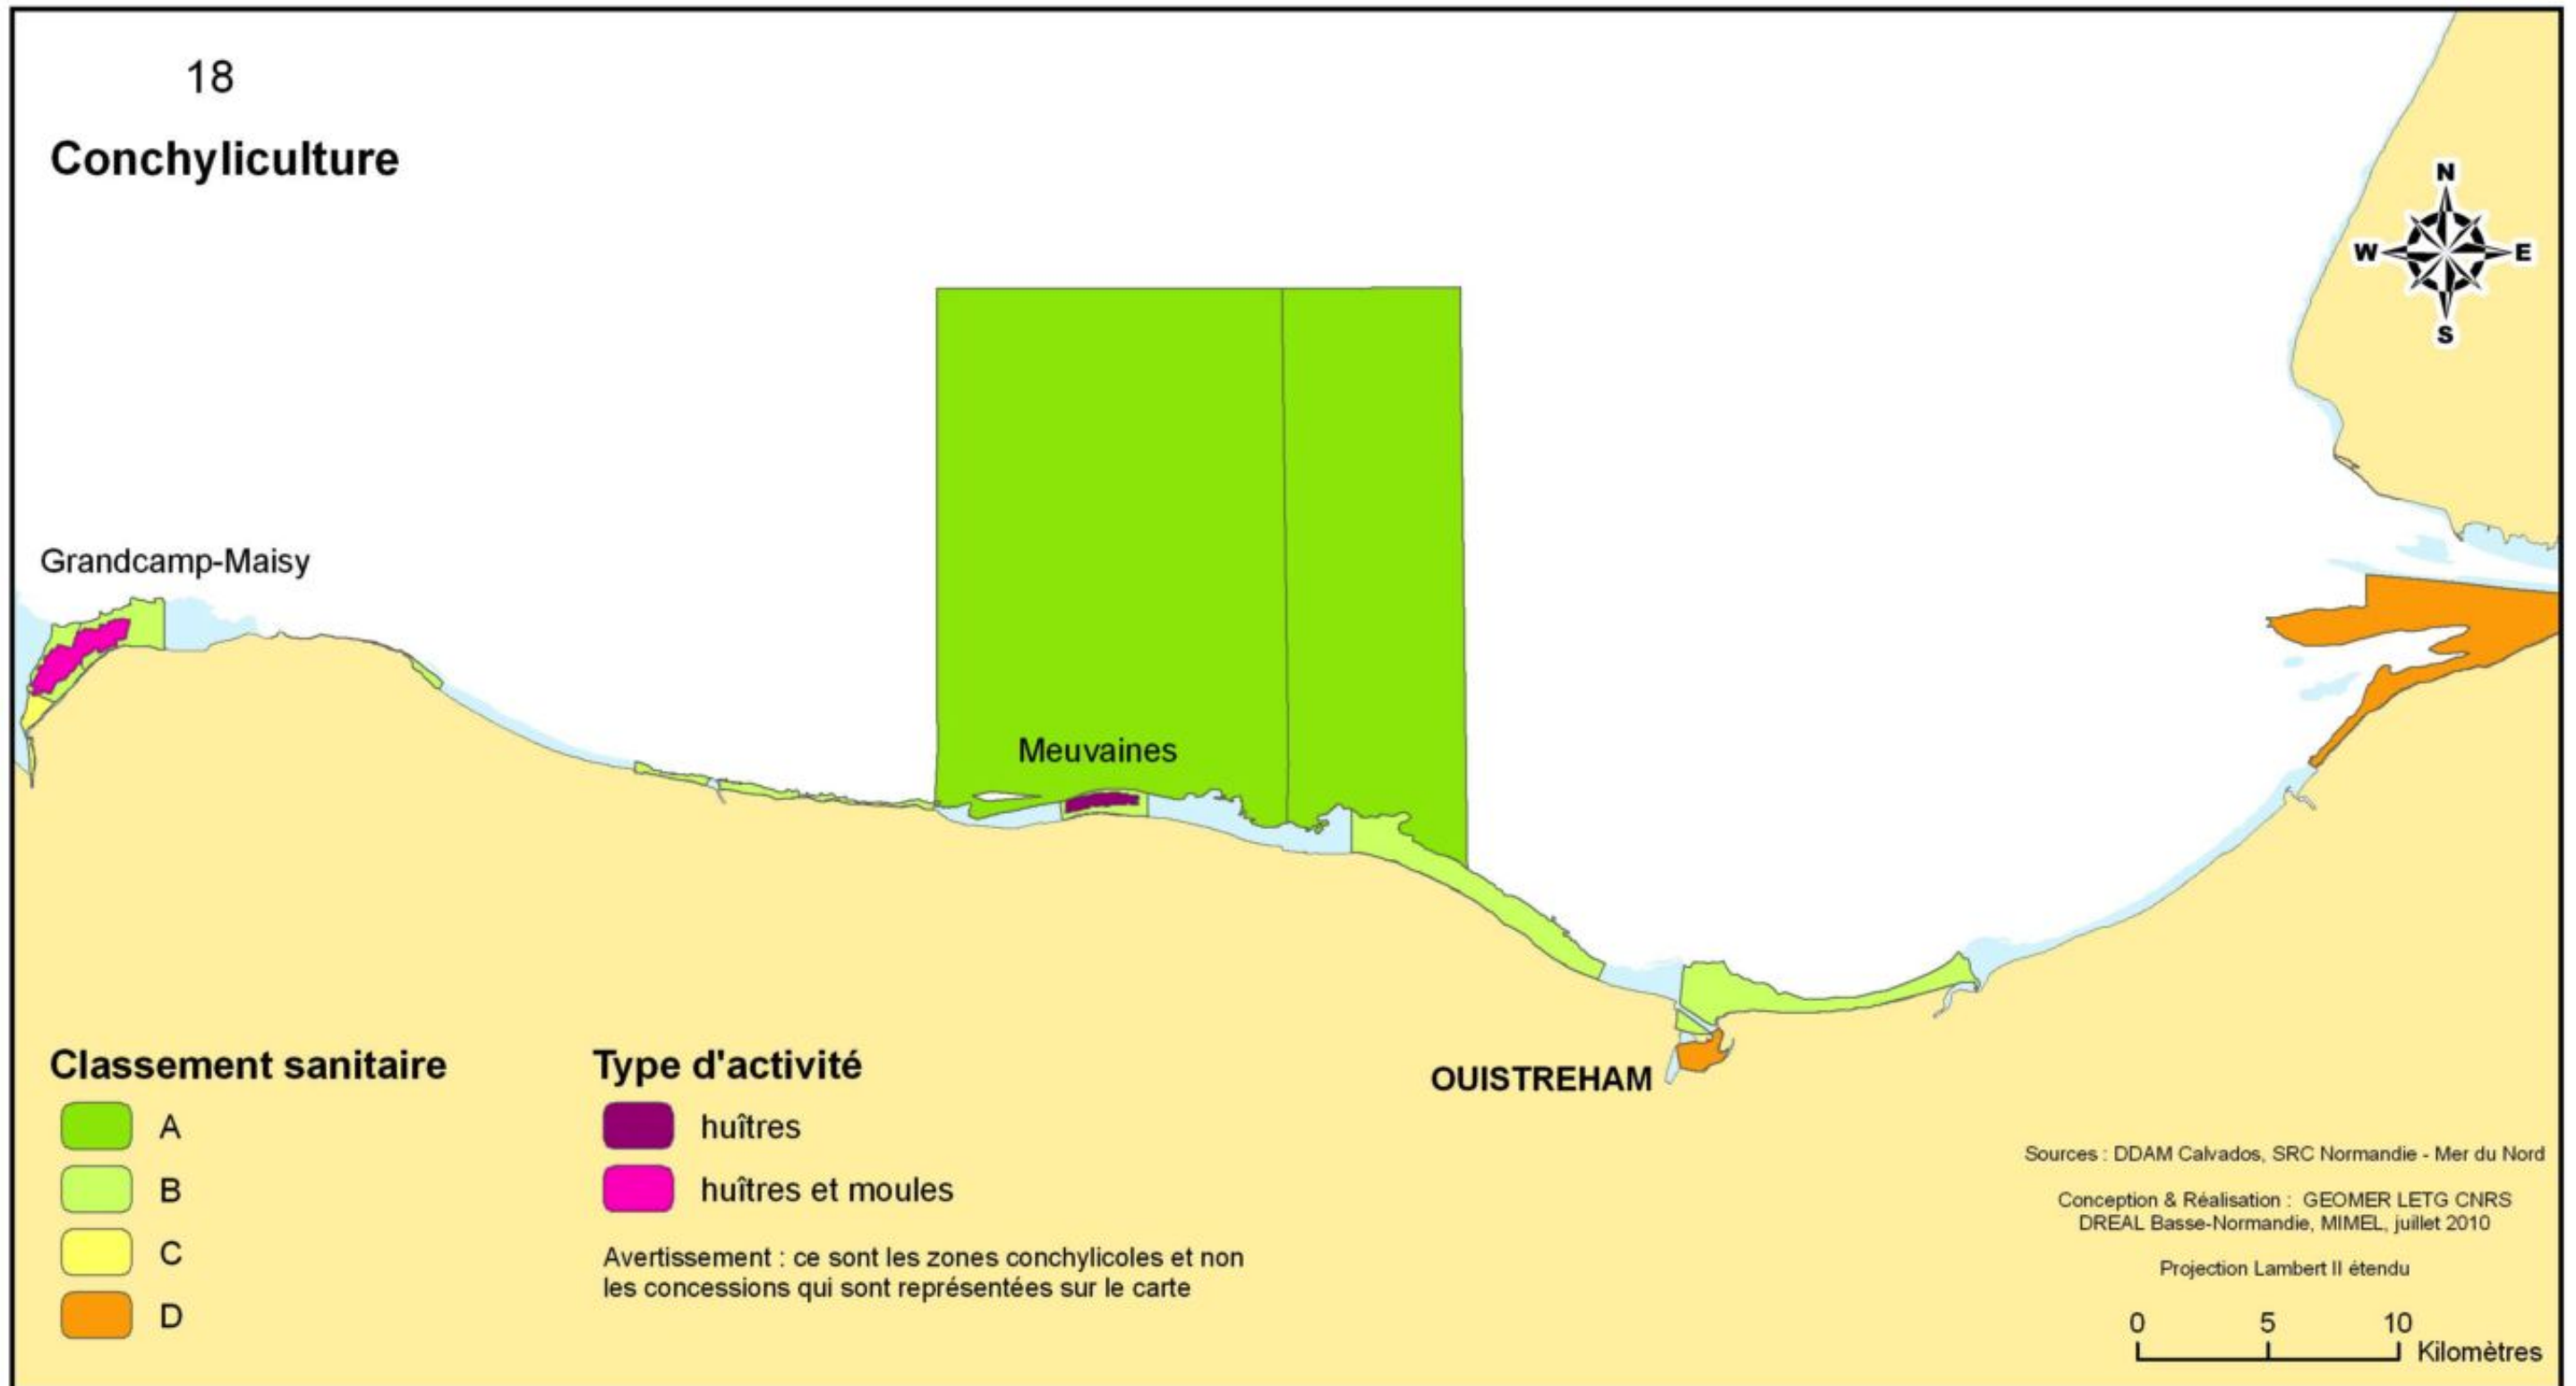 18
Conchyliculture
N
W E
S
Grandcamp-Maisy
Meuvaines
OUISTREHAM
Classement sanitaire
A
B
C
D
Type d'activité
huîtres
huîtres et moules
Avertissement : ce sont les zones conchylicoles et non
les concessions qui sont représentées sur le carte
Sources : DDAM Calvados, SRC Normandie - Mer du Nord
Conception & Réalisation : GEOMER LETG CNRS
DREAL Basse-Normandie, MIMEL, juillet 2010
Projection Lambert II étendu
0 5 10
Kilomètres